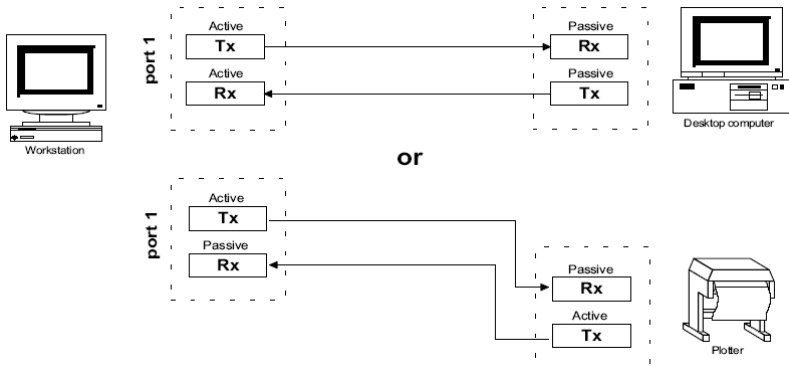 Active
Tx
Active
Rx
port 1
Passive
Rx
Passive
Tx
Workstation
Desktop computer
or
port 1
Active
Tx
Passive
Rx
Passive
Rx
Active
Tx
Plotter